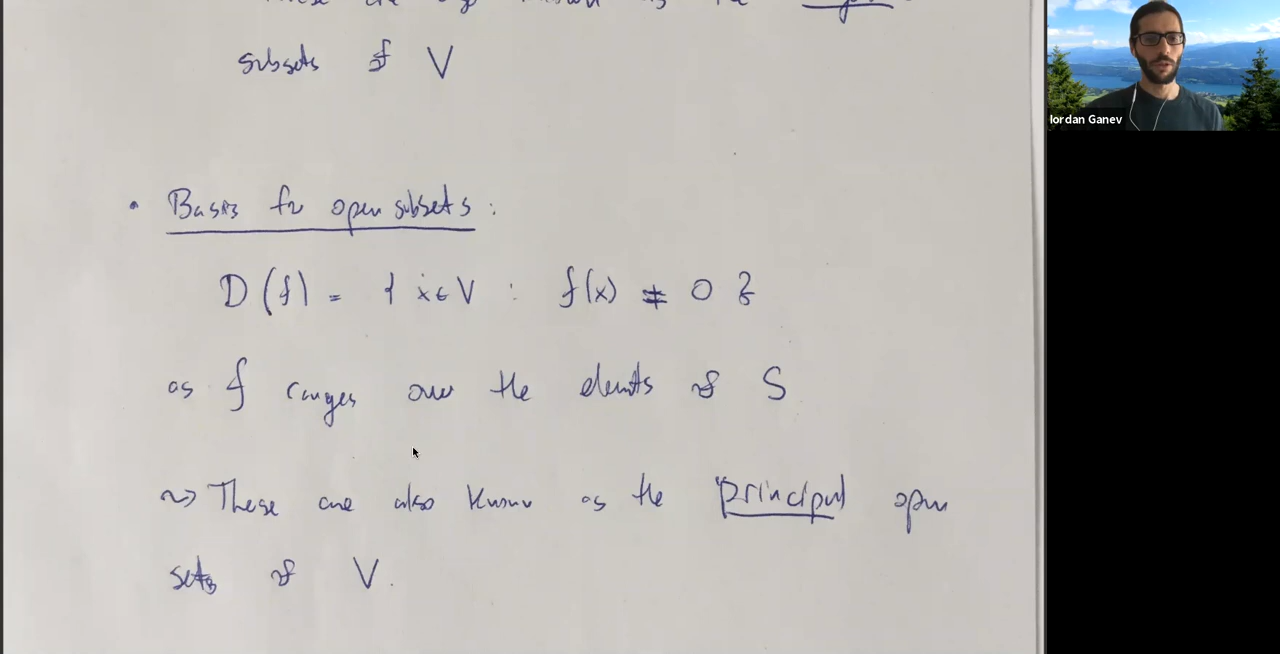 subsets of V
Iordan Ganev
• Basis for open subsets:
D(f) = { x ∈ V : f(x) ≠ 0 }
as f ranges over the elements of S
~> These are also known as the principal open
sets of V.